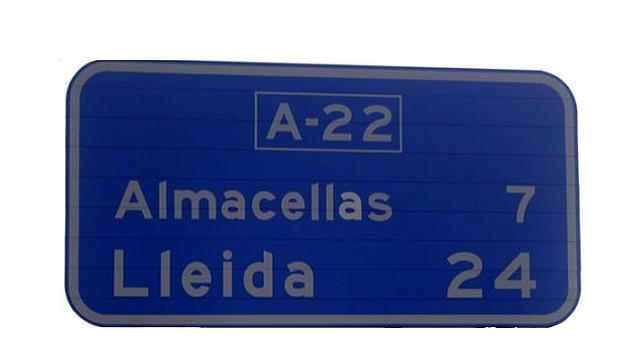 A-22
Almacellas 7
Lleida 24